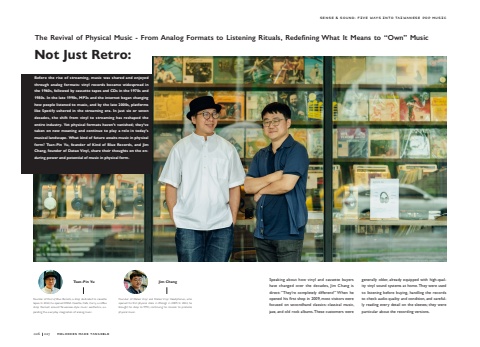 SENSE & SOUND: FIVE WAYS INTO TAIWANESE POP MUSIC
The Revival of Physical Music - From Analog Formats to Listening Rituals, Redefining What It Means to “Own” Music
Not Just Retro:
Before the rise of streaming, music was shared and enjoyed
through analog formats: vinyl records became widespread in
the 1960s, followed by cassette tapes and CDs in the 1970s and
1980s. In the late 1990s, MP3s and the internet began changing
how people listened to music, and by the late 2000s, platforms
like Spotify ushered in the streaming era. In just six or seven
decades, the shift from vinyl to streaming has reshaped the
entire industry. Yet physical formats haven't vanished; they've
taken on new meaning and continue to play a role in today's
musical landscape. What kind of future awaits music in physical
form? Tuan-Pin Yu, founder of Kind of Blue Records, and Jim
Chang, founder of Datee Vinyl, share their thoughts on the en-
during power and potential of music in physical form.
Tuan-Pin Yu
Jim Chang
Speaking about how vinyl and cassette buyers
have changed over the decades, Jim Chang is
direct: “They're completely different!” When he
opened his first shop in 2009, most visitors were
focused on secondhand classics: classical music,
jazz, and old rock albums. These customers were
generally older, already equipped with high-qual-
ity vinyl sound systems at home. They were used
to listening before buying, handling the records
to check audio quality and condition, and careful-
ly reading every detail on the sleeves; they were
particular about the recording versions.